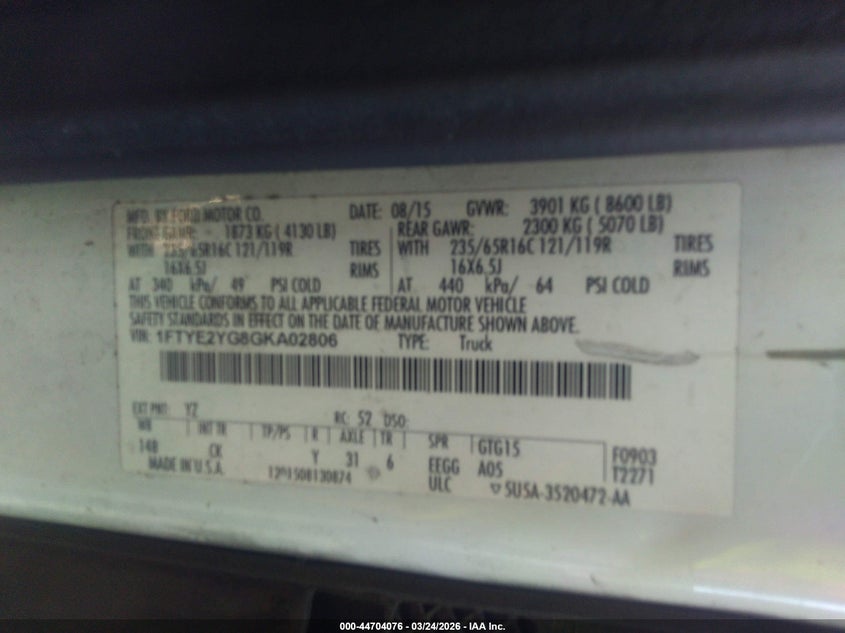 MFD. BY FORD MOTOR CO. DATE: 08/15 GVWR: 3901 KG ( 8600 LB)
FRONT GAWR: 1873 KG ( 4130 LB) REAR GAWR: 2300 KG ( 5070 LB)
WITH 235/65R16C 121/119R TIRES WITH 235/65R16C 121/119R TIRES
16X6.5J RIMS 16X6.5J RIMS
AT 340 kPa/ 49 PSI COLD AT 440 kPa/ 64 PSI COLD
THIS VEHICLE CONFORMS TO ALL APPLICABLE FEDERAL MOTOR VEHICLE
SAFETY STANDARDS IN EFFECT ON THE DATE OF MANUFACTURE SHOWN ABOVE.
VIN: 1FTYE2YG8GKA02806 TYPE: Truck
EXT PNT: YZ RC: 52 DSO:
WB INT TR TP/PS R AXLE TR SPR GTG15 F0903
148 CK Y 31 6 EEGG A05 T2271
MADE IN U.S.A. ULC 5U5A-3520472-AA
000-44704076 - 03/24/2026 - IAA Inc.